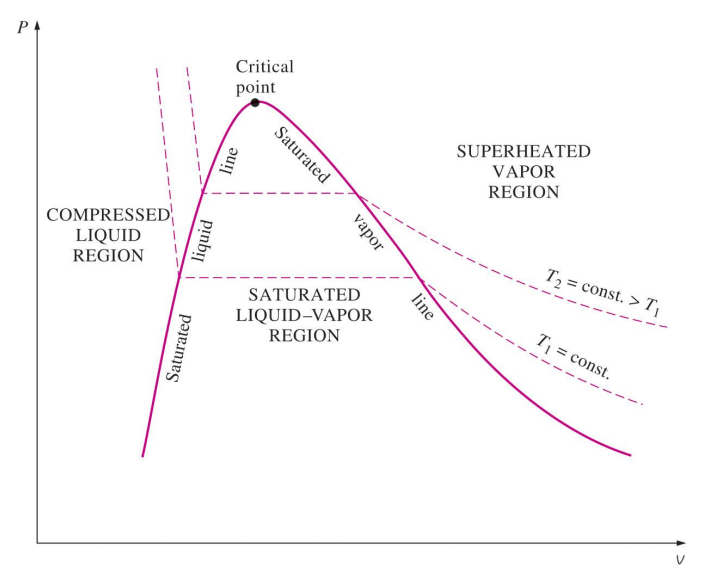 P
Critical
point
Saturated liquid line
Saturated vapor line
SUPERHEATED
VAPOR
REGION
COMPRESSED
LIQUID
REGION
SATURATED
LIQUID–VAPOR
REGION
T₂ = const. > T₁
T₁ = const.
v